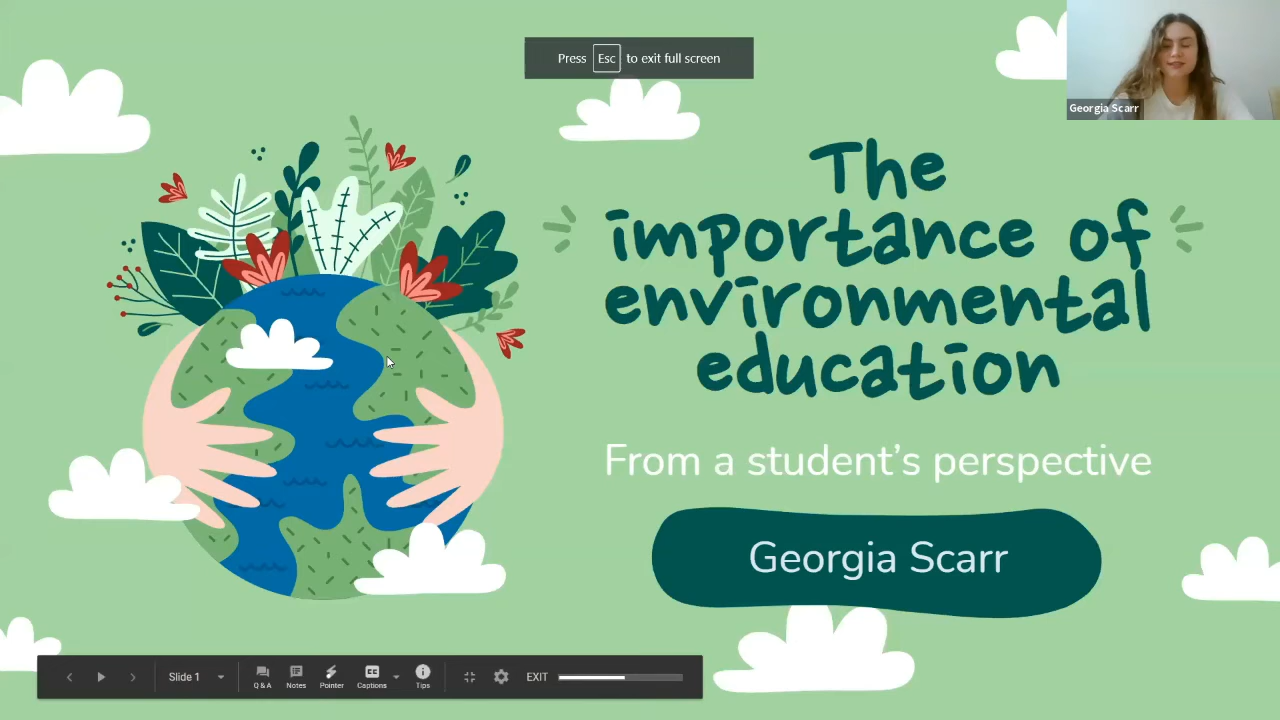 Press Esc to exit full screen
Georgia Scarr
The
importance of
environmental
education
From a student's perspective
Georgia Scarr
Slide 1
Q & A
Notes
Pointer
CC
Captions
Tips
EXIT